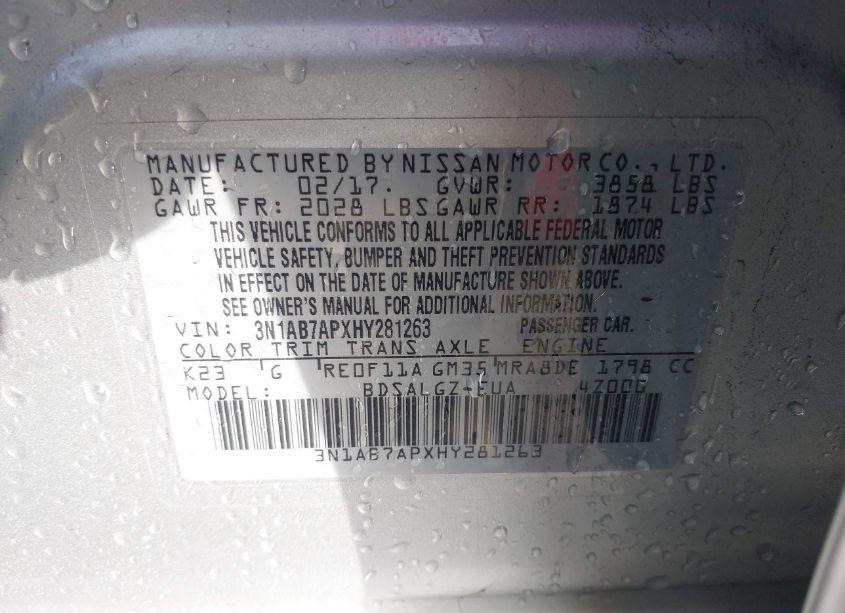 MANUFACTURED BY NISSAN MOTOR CO., LTD.
DATE: 02/17. GVWR: 3858 LBS
GAWR FR: 2028 LBS GAWR RR: 1874 LBS
THIS VEHICLE CONFORMS TO ALL APPLICABLE FEDERAL MOTOR
VEHICLE SAFETY, BUMPER AND THEFT PREVENTION STANDARDS
IN EFFECT ON THE DATE OF MANUFACTURE SHOWN ABOVE.
SEE OWNER'S MANUAL FOR ADDITIONAL INFORMATION.
VIN: 3N1AB7APXHY281263 PASSENGER CAR.
COLOR TRIM TRANS AXLE ENGINE
K23 G RE0F11A GM35 MRA8DE 1798 CC
MODEL: BDSALGZ-EUA
3N1AB7APXHY281263